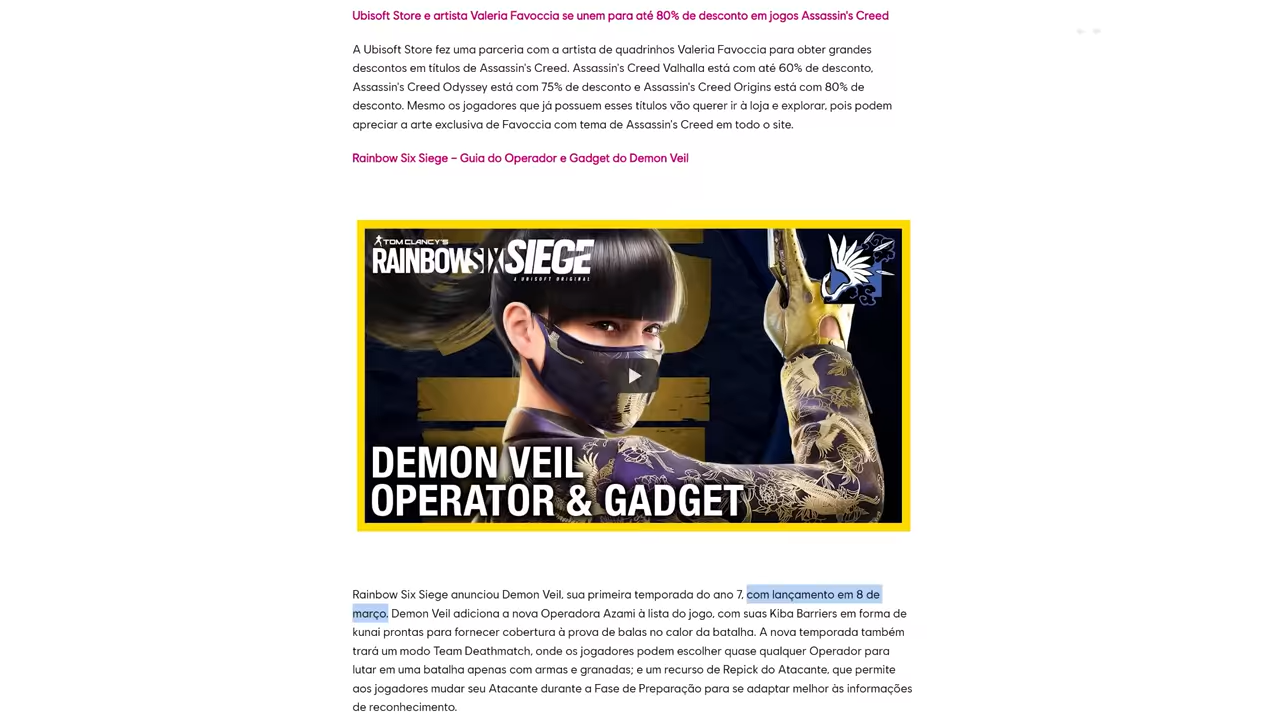 Ubisoft Store e artista Valeria Favoccia se unem para até 80% de desconto em jogos Assassin's Creed
A Ubisoft Store fez uma parceria com a artista de quadrinhos Valeria Favoccia para obter grandes
descontos em títulos de Assassin's Creed. Assassin's Creed Valhalla está com até 60% de desconto,
Assassin's Creed Odyssey está com 75% de desconto e Assassin's Creed Origins está com 80% de
desconto. Mesmo os jogadores que já possuem esses títulos vão querer ir à loja e explorar, pois podem
apreciar a arte exclusiva de Favoccia com tema de Assassin's Creed em todo o site.
Rainbow Six Siege – Guia do Operador e Gadget do Demon Veil
TOM CLANCY'S
RAINBOWSIX SIEGE
A UBISOFT ORIGINAL
DEMON VEIL
OPERATOR & GADGET
Rainbow Six Siege anunciou Demon Veil, sua primeira temporada do ano 7, com lançamento em 8 de
março. Demon Veil adiciona a nova Operadora Azami à lista do jogo, com suas Kiba Barriers em forma de
kunai prontas para fornecer cobertura à prova de balas no calor da batalha. A nova temporada também
trará um modo Team Deathmatch, onde os jogadores podem escolher quase qualquer Operador para
lutar em uma batalha apenas com armas e granadas; e um recurso de Repick do Atacante, que permite
aos jogadores mudar seu Atacante durante a Fase de Preparação para se adaptar melhor às informações
de reconhecimento.